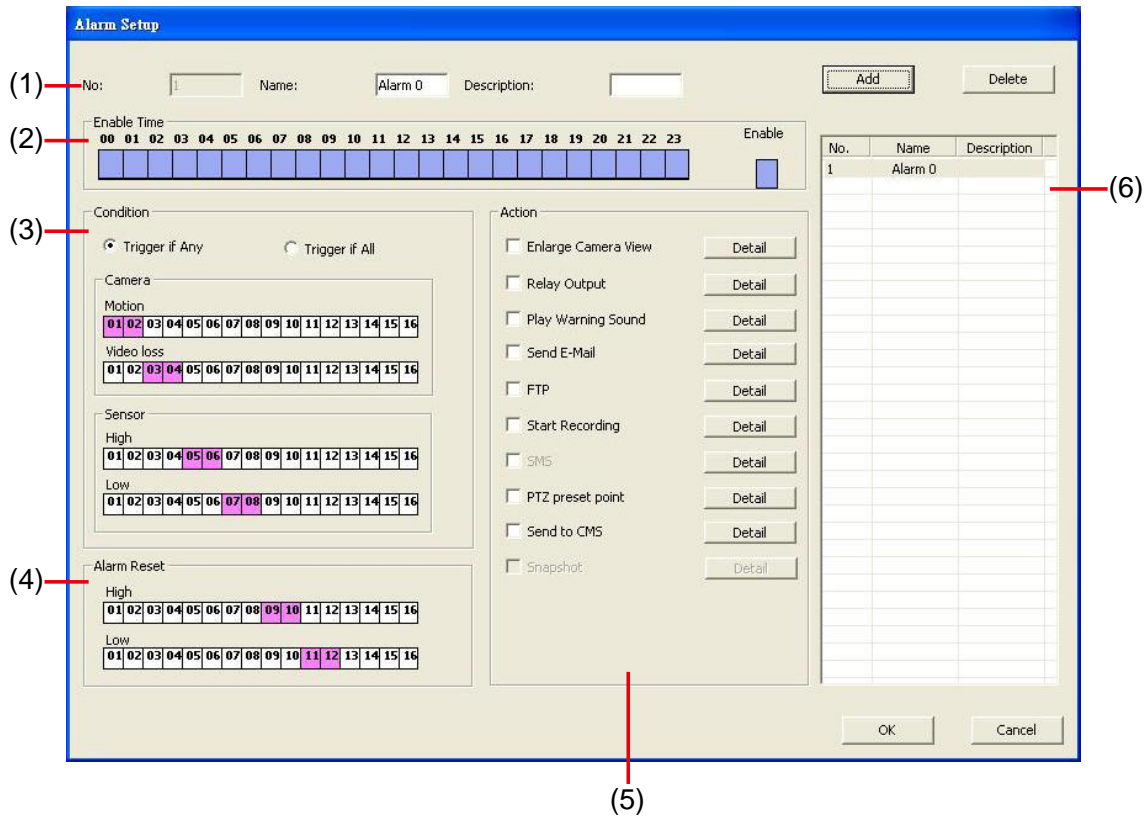 Alarm Setup
(1)
No: 1 Name: Alarm 0 Description:
Add Delete
(2)
Enable Time
00 01 02 03 04 05 06 07 08 09 10 11 12 13 14 15 16 17 18 19 20 21 22 23
Enable
(3)
Condition
Trigger if Any Trigger if All
Camera
Motion
01 02 03 04 05 06 07 08 09 10 11 12 13 14 15 16
Video loss
01 02 03 04 05 06 07 08 09 10 11 12 13 14 15 16
Sensor
High
01 02 03 04 05 06 07 08 09 10 11 12 13 14 15 16
Low
01 02 03 04 05 06 07 08 09 10 11 12 13 14 15 16
(4)
Alarm Reset
High
01 02 03 04 05 06 07 08 09 10 11 12 13 14 15 16
Low
01 02 03 04 05 06 07 08 09 10 11 12 13 14 15 16
Action
Enlarge Camera View Detail
Relay Output Detail
Play Warning Sound Detail
Send E-Mail Detail
FTP Detail
Start Recording Detail
SMS Detail
PTZ preset point Detail
Send to CMS Detail
Snapshot Detail
(5)
No. Name Description
1 Alarm 0
(6)
OK Cancel